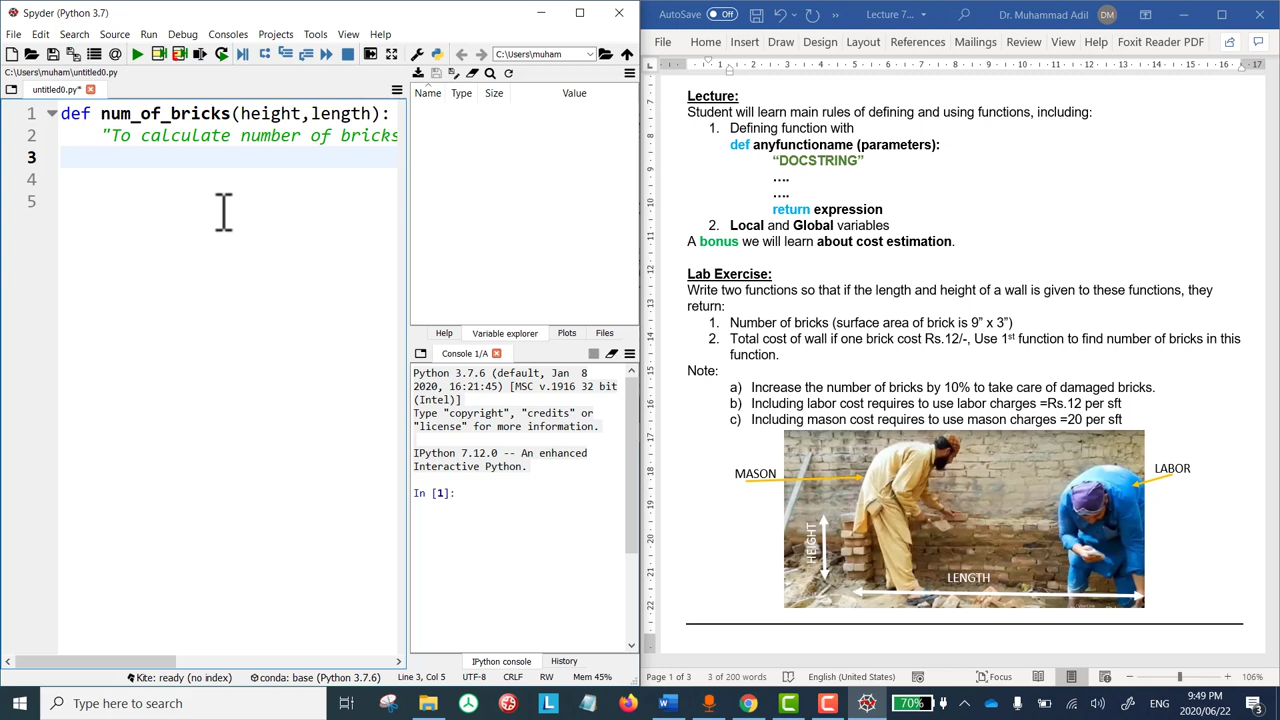 Spyder (Python 3.7)
File Edit Search Source Run Debug Consoles Projects Tools View Help
C:\Users\muham
C:\Users\muham\untitled0.py
untitled0.py*
1 def num_of_bricks(height,length):
2 "To calculate number of bricks
3
4
5
Name Type Size Value
Help Variable explorer Plots Files
Console 1/A
Python 3.7.6 (default, Jan 8
2020, 16:21:45) [MSC v.1916 32 bit
(Intel)]
Type "copyright", "credits" or
"license" for more information.
IPython 7.12.0 -- An enhanced
Interactive Python.
In [1]:
IPython console History
Kite: ready (no index) conda: base (Python 3.7.6) Line 3, Col 5 UTF-8 CRLF RW Mem 45%
AutoSave Off Lecture 7... Dr. Muhammad Adil DM
File Home Insert Draw Design Layout References Mailings Review View Help Foxit Reader PDF
Lecture:
Student will learn main rules of defining and using functions, including:
1. Defining function with
def anyfunctioname (parameters):
“DOCSTRING”
....
....
return expression
2. Local and Global variables
A bonus we will learn about cost estimation.
Lab Exercise:
Write two functions so that if the length and height of a wall is given to these functions, they
return:
1. Number of bricks (surface area of brick is 9” x 3”)
2. Total cost of wall if one brick cost Rs.12/-, Use 1st function to find number of bricks in this
function.
Note:
a) Increase the number of bricks by 10% to take care of damaged bricks.
b) Including labor cost requires to use labor charges =Rs.12 per sft
c) Including mason cost requires to use mason charges =20 per sft
MASON
LABOR
HEIGHT
LENGTH
Page 1 of 3 3 of 200 words English (United States) Focus 106%
Type here to search
70%
ENG
9:49 PM
2020/06/22
3